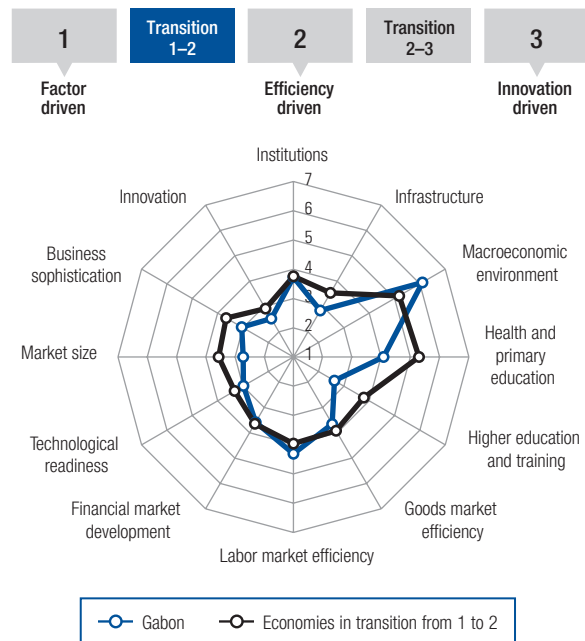 1
Transition
1–2
2
Transition
2–3
3
Factor
driven
Efficiency
driven
Innovation
driven
Institutions
7
6
5
4
3
2
1
Infrastructure
Macroeconomic
environment
Health and
primary
education
Higher education
and training
Goods market
efficiency
Labor market efficiency
Financial market
development
Technological
readiness
Market size
Business
sophistication
Innovation
Gabon
Economies in transition from 1 to 2